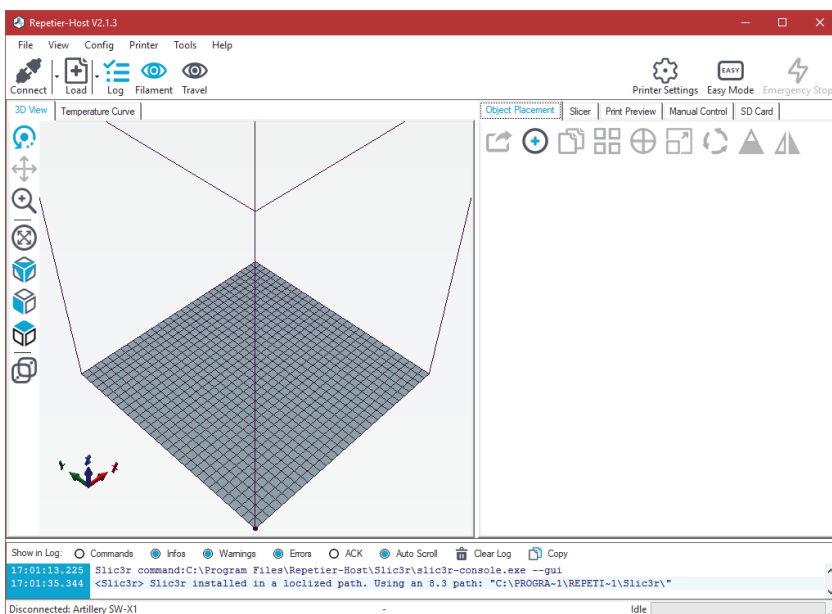 Repetier-Host V2.1.3
File View Config Printer Tools Help
Connect Load Log Filament Travel Printer Settings Easy Mode Emergency Stop
EASY
3D View Temperature Curve Object Placement Slicer Print Preview Manual Control SD Card
Y Z X
Show in Log: Commands Infos Warnings Errors ACK Auto Scroll Clear Log Copy
17:01:13.225 Slic3r command:C:\Program Files\Repetier-Host\Slic3r\slic3r-console.exe --gui
17:01:35.344 <Slic3r> Slic3r installed in a loclized path. Using an 8.3 path: "C:\PROGRA~1\REPETI~1\Slic3r\"
Disconnected: Artillery SW-X1 - Idle